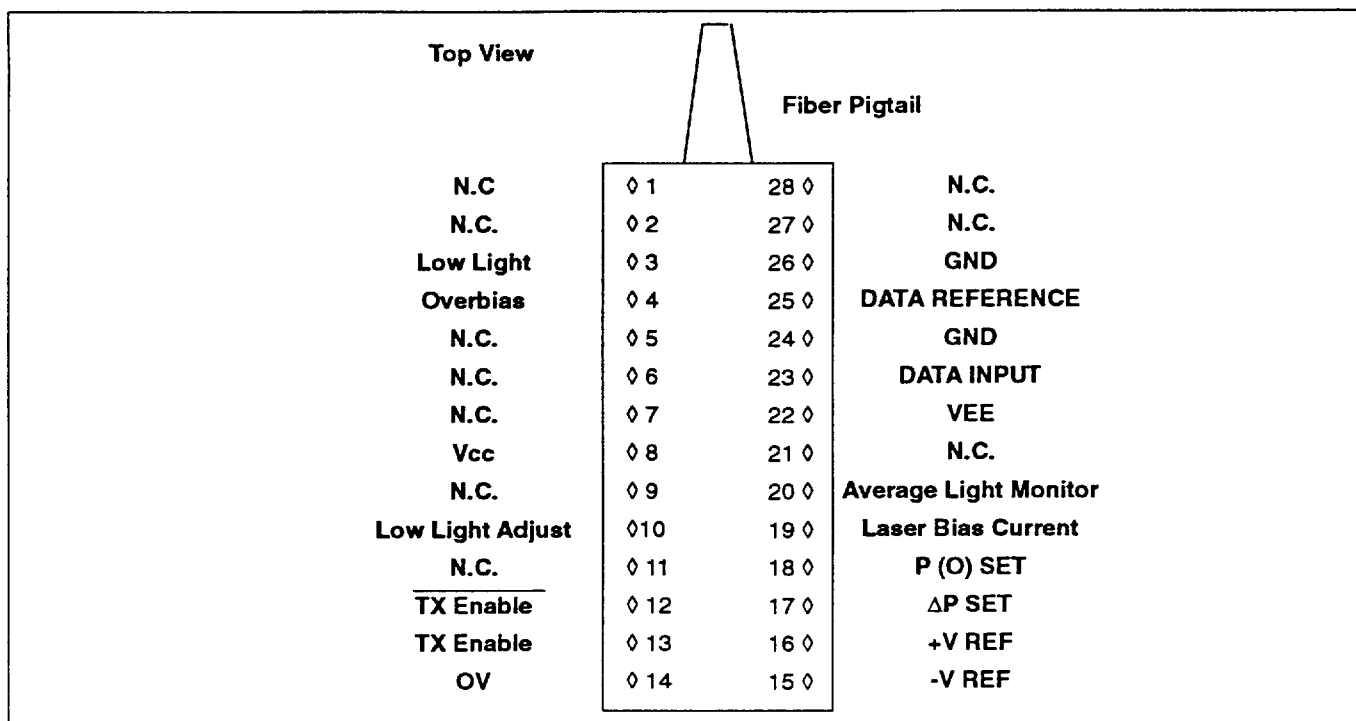 Top View
Fiber Pigtail
N.C ◊ 1 28 ◊ N.C.
N.C. ◊ 2 27 ◊ N.C.
Low Light ◊ 3 26 ◊ GND
Overbias ◊ 4 25 ◊ DATA REFERENCE
N.C. ◊ 5 24 ◊ GND
N.C. ◊ 6 23 ◊ DATA INPUT
N.C. ◊ 7 22 ◊ VEE
Vcc ◊ 8 21 ◊ N.C.
N.C. ◊ 9 20 ◊ Average Light Monitor
Low Light Adjust ◊10 19 ◊ Laser Bias Current
N.C. ◊ 11 18 ◊ P (O) SET
T̅X̅ ̅E̅n̅a̅b̅l̅e̅ ◊ 12 17 ◊ ΔP SET
TX Enable ◊ 13 16 ◊ +V REF
OV ◊ 14 15 ◊ -V REF